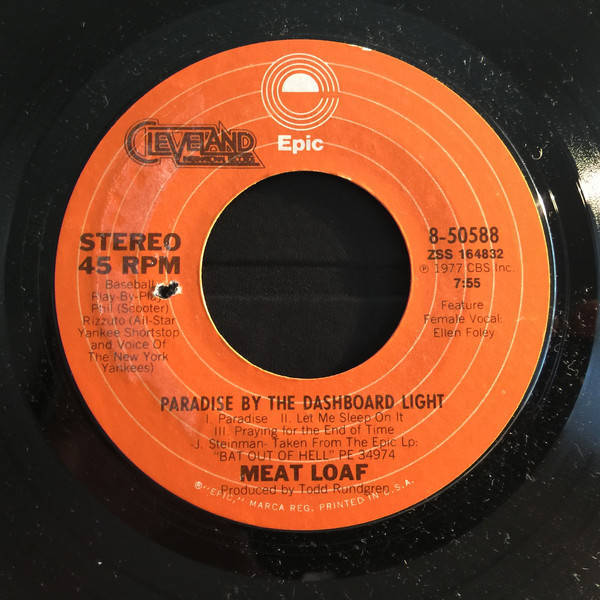 Epic
CLEVELAND
INTERNATIONAL RECORDS
STEREO
45 RPM
Baseball
Play-By-Play
Phil (Scooter)
Rizzuto (All-Star
Yankee Shortstop
and Voice Of
The New York
Yankees)
8-50588
ZSS 164832
℗ 1977 CBS Inc.
7:55
Feature
Female Vocal:
Ellen Foley
PARADISE BY THE DASHBOARD LIGHT
I. Paradise II. Let Me Sleep On It
III. Praying for the End of Time
-J. Steinman- Taken From The Epic Lp:
"BAT OUT OF HELL" PE 34974
MEAT LOAF
Produced by Todd Rundgren
®"EPIC," MARCA REG. PRINTED IN U.S.A.